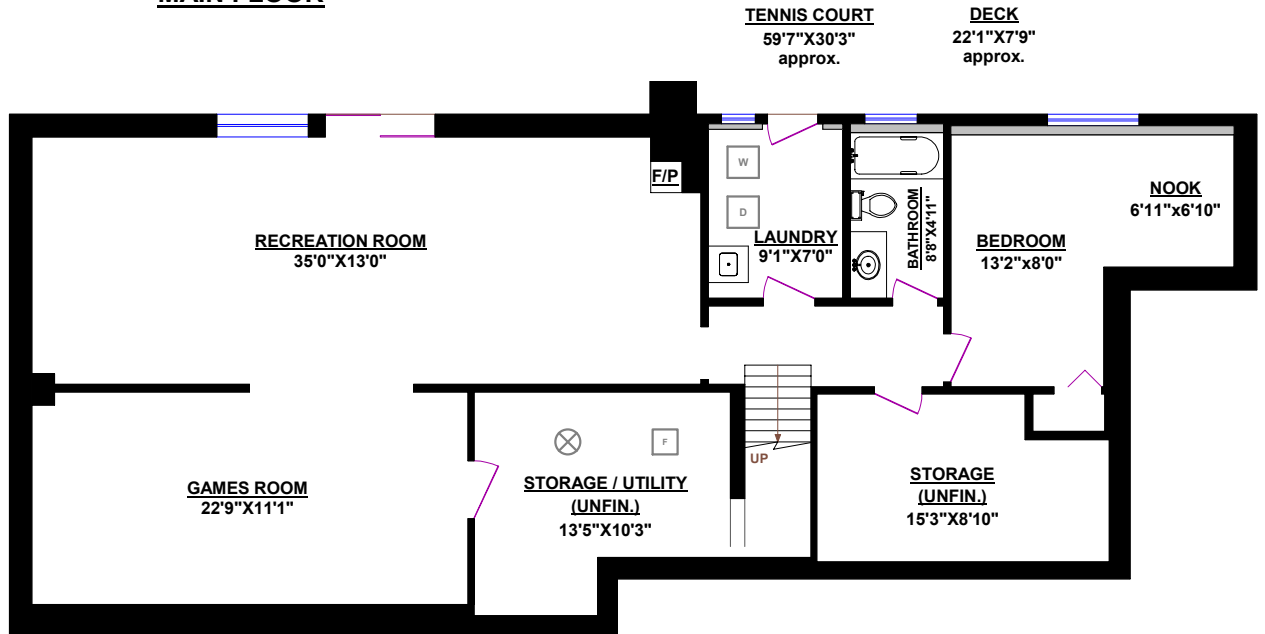 MAIN FLOOR
TENNIS COURT
59'7"X30'3"
approx.
DECK
22'1"X7'9"
approx.
F/P
W
D
LAUNDRY
9'1"X7'0"
BATHROOM
8'8"X4'11"
NOOK
6'11"x6'10"
BEDROOM
13'2"x8'0"
RECREATION ROOM
35'0"X13'0"
GAMES ROOM
22'9"X11'1"
F
STORAGE / UTILITY
(UNFIN.)
13'5"X10'3"
UP
STORAGE
(UNFIN.)
15'3"X8'10"